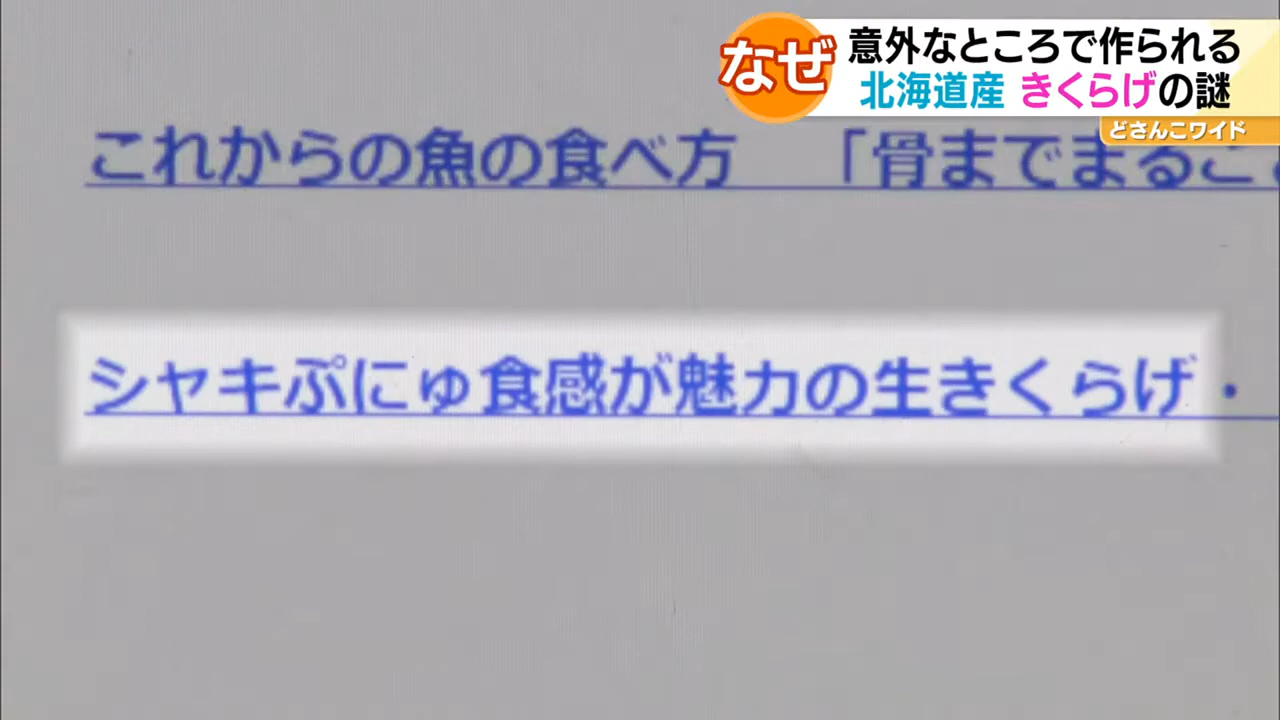 なぜ
意外なところで作られる
北海道産 きくらげの謎
どさんこワイド
これからの魚の食べ方 「骨までまるごと
シャキぷにゅ食感が魅力の生きくらげ・